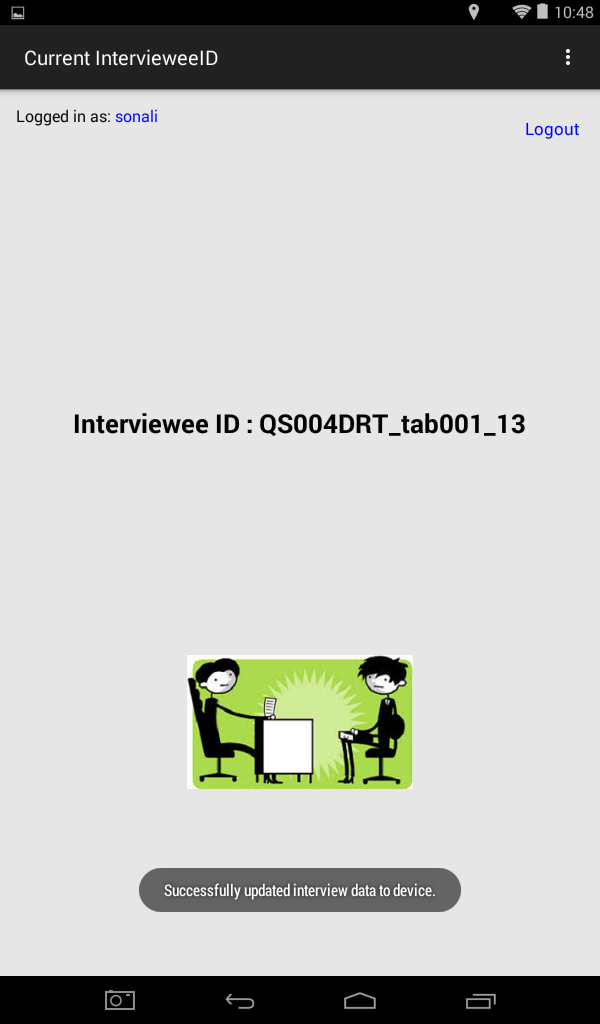 10:48
Current IntervieweeID
Logged in as: sonali
Logout
Interviewee ID : QS004DRT_tab001_13
Successfully updated interview data to device.